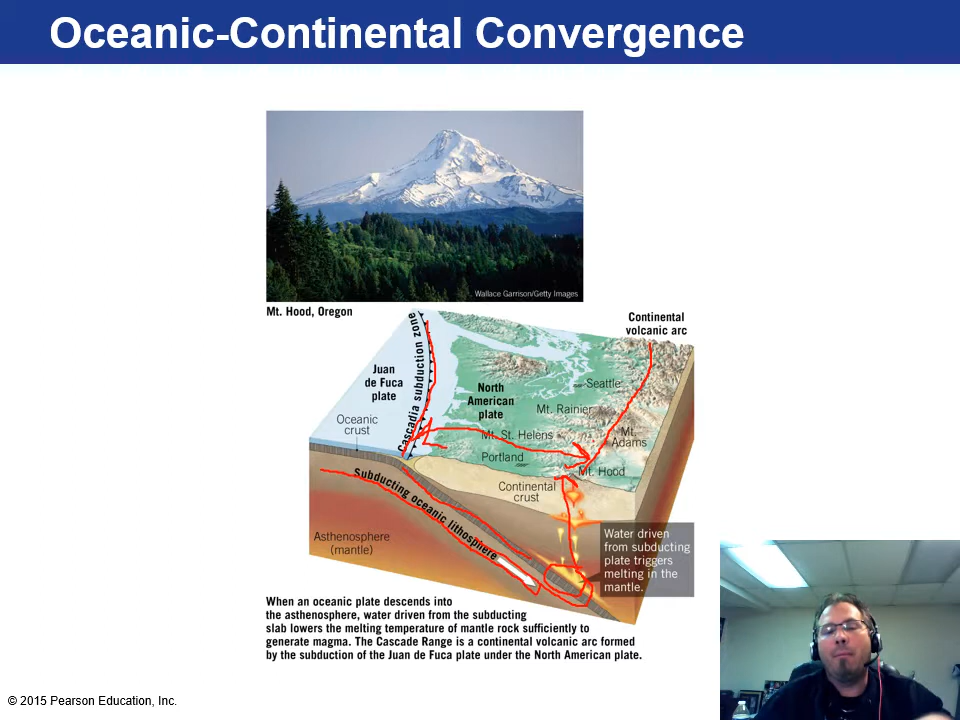 Oceanic-Continental Convergence
Wallace Garrison/Getty Images
Mt. Hood, Oregon
Continental
volcanic arc
Juan
de Fuca
plate
Cascadia subduction zone
North
American
plate
Seattle
Mt. Rainier
Oceanic
crust
Mt. St. Helens
Mt.
Adams
Portland
Mt. Hood
Continental
crust
Subducting oceanic lithosphere
Asthenosphere
(mantle)
Water driven
from subducting
plate triggers
melting in the
mantle.
When an oceanic plate descends into
the asthenosphere, water driven from the subducting
slab lowers the melting temperature of mantle rock sufficiently to
generate magma. The Cascade Range is a continental volcanic arc formed
by the subduction of the Juan de Fuca plate under the North American plate.
© 2015 Pearson Education, Inc.